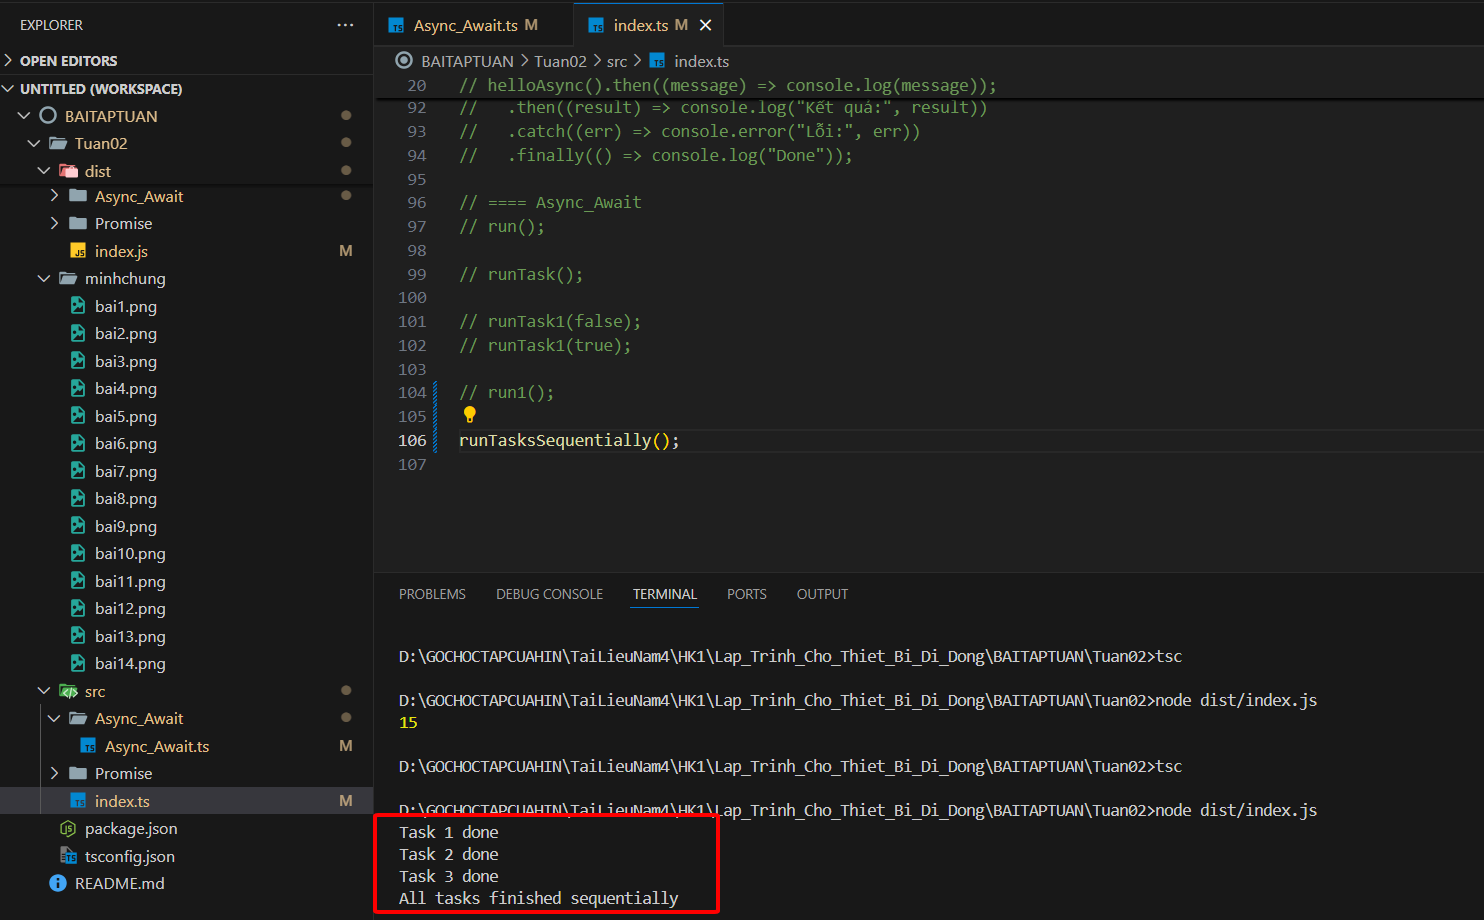 EXPLORER
OPEN EDITORS
UNTITLED (WORKSPACE)
BAITAPTUAN
Tuan02
dist
Async_Await
Promise
index.js M
minhchung
bai1.png
bai2.png
bai3.png
bai4.png
bai5.png
bai6.png
bai7.png
bai8.png
bai9.png
bai10.png
bai11.png
bai12.png
bai13.png
bai14.png
src
Async_Await
Async_Await.ts M
Promise
index.ts M
package.json
tsconfig.json
README.md
Async_Await.ts M index.ts M
BAITAPTUAN > Tuan02 > src > index.ts
20 // helloAsync().then((message) => console.log(message));
92 // .then((result) => console.log("Kết quả:", result))
93 // .catch((err) => console.error("Lỗi:", err))
94 // .finally(() => console.log("Done"));
95
96 // ==== Async_Await
97 // run();
98
99 // runTask();
100
101 // runTask1(false);
102 // runTask1(true);
103
104 // run1();
105
106 runTasksSequentially();
107
PROBLEMS DEBUG CONSOLE TERMINAL PORTS OUTPUT
D:\GOCHOCTAPCUAHIN\TaiLieuNam4\HK1\Lap_Trinh_Cho_Thiet_Bi_Di_Dong\BAITAPTUAN\Tuan02>tsc
D:\GOCHOCTAPCUAHIN\TaiLieuNam4\HK1\Lap_Trinh_Cho_Thiet_Bi_Di_Dong\BAITAPTUAN\Tuan02>node dist/index.js
15
D:\GOCHOCTAPCUAHIN\TaiLieuNam4\HK1\Lap_Trinh_Cho_Thiet_Bi_Di_Dong\BAITAPTUAN\Tuan02>tsc
D:\GOCHOCTAPCUAHIN\TaiLieuNam4\HK1\Lap_Trinh_Cho_Thiet_Bi_Di_Dong\BAITAPTUAN\Tuan02>node dist/index.js
Task 1 done
Task 2 done
Task 3 done
All tasks finished sequentially